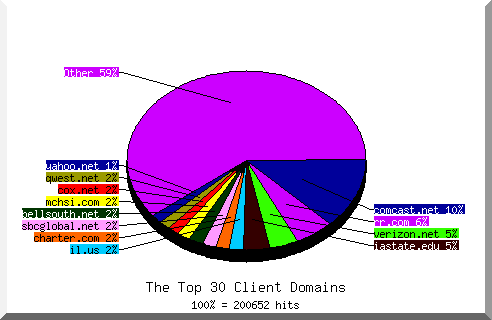 Other 59%
yahoo.net 1%
qwest.net 2%
cox.net 2%
mchsi.com 2%
bellsouth.net 2%
sbcglobal.net 2%
charter.com 2%
il.us 2%
comcast.net 10%
rr.com 6%
verizon.net 5%
iastate.edu 5%
The Top 30 Client Domains
100% = 200652 hits